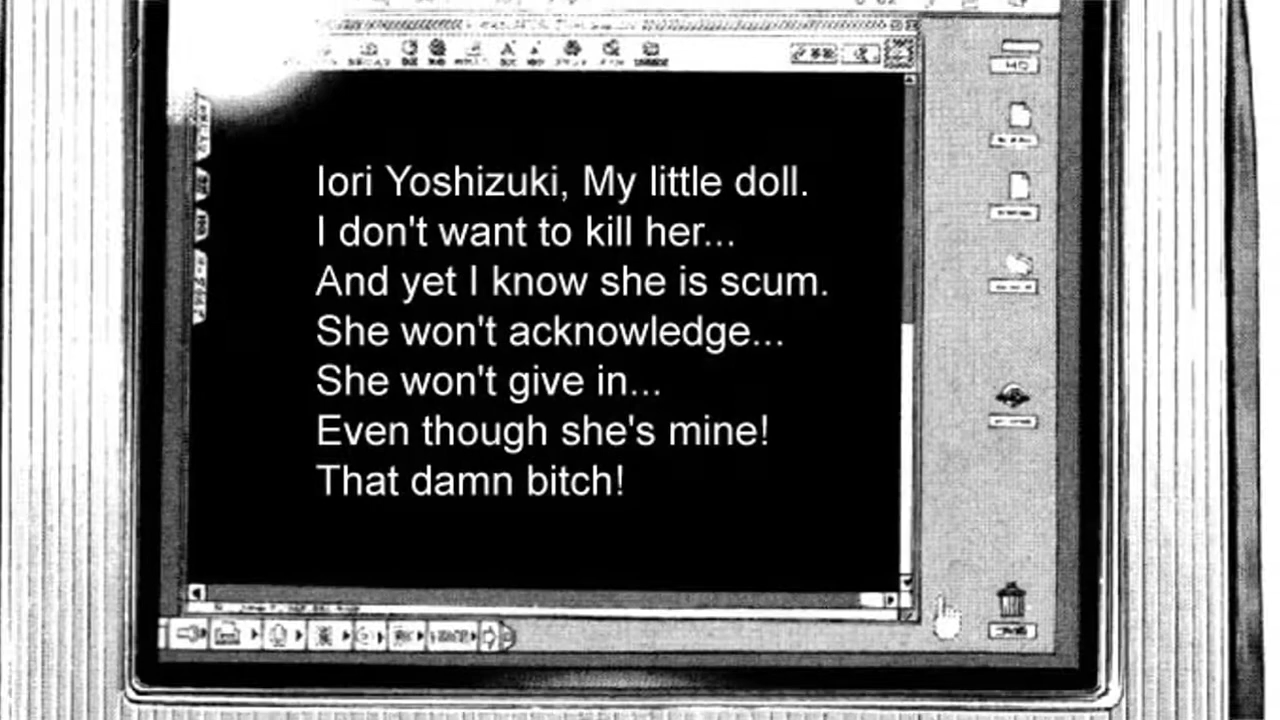 Iori Yoshizuki, My little doll.
I don't want to kill her...
And yet I know she is scum.
She won't acknowledge...
She won't give in...
Even though she's mine!
That damn bitch!